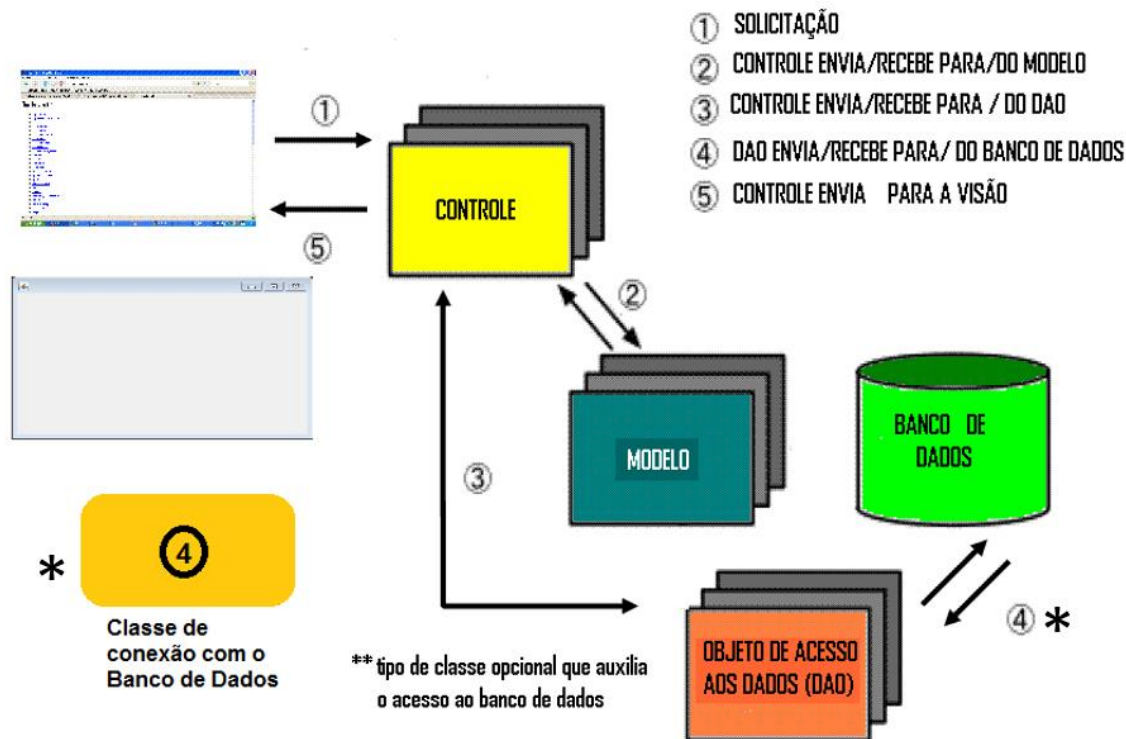 ① SOLICITAÇÃO
② CONTROLE ENVIA/RECEBE PARA/DO MODELO
③ CONTROLE ENVIA/RECEBE PARA / DO DAO
④ DAO ENVIA/RECEBE PARA/ DO BANCO DE DADOS
⑤ CONTROLE ENVIA PARA A VISÃO
①
CONTROLE
⑤
②
BANCO DE
DADOS
MODELO
③
* ④
Classe de
conexão com o
Banco de Dados
** tipo de classe opcional que auxilia
o acesso ao banco de dados
④ *
OBJETO DE ACESSO
AOS DADOS (DAO)